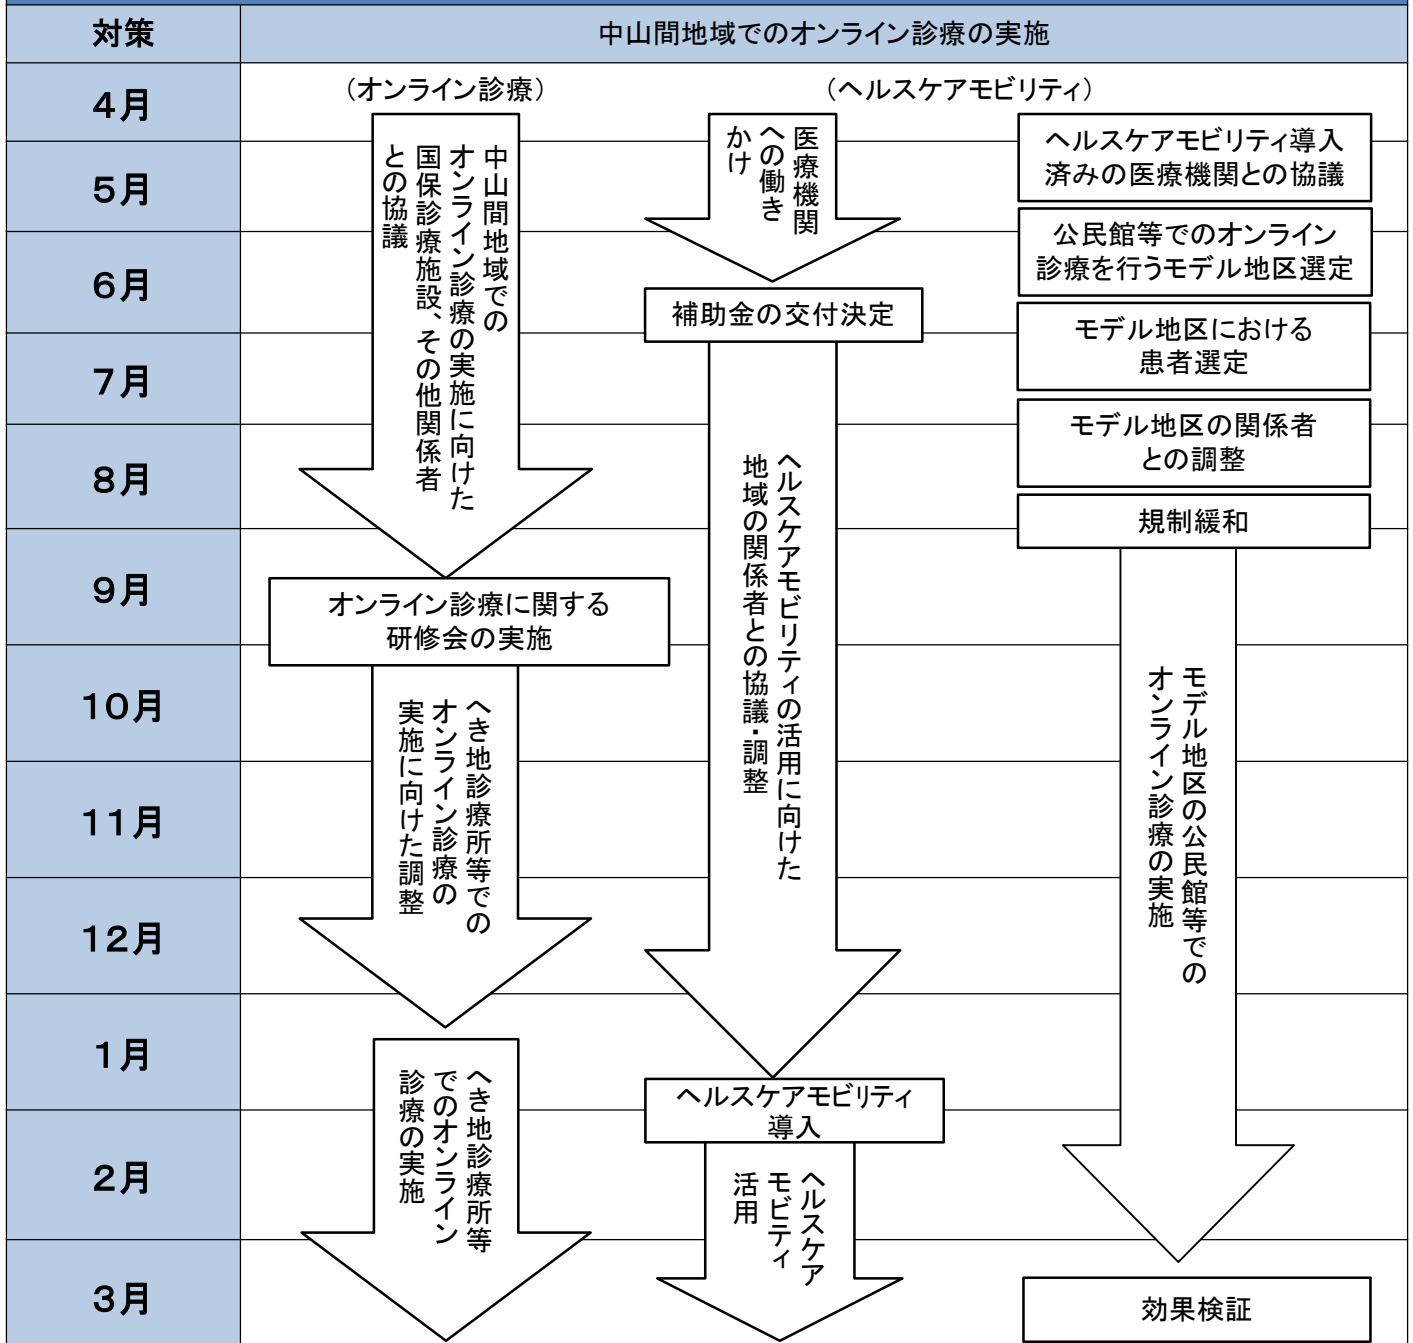 対策
中山間地域でのオンライン診療の実施
4月
5月
6月
7月
8月
9月
10月
11月
12月
1月
2月
3月
（オンライン診療）
中山間地域での
オンライン診療の実施に向けた
国保診療施設、その他関係者
との協議
オンライン診療に関する
研修会の実施
へき地診療所等での
オンライン診療の
実施に向けた調整
へき地診療所等
でのオンライン
診療の実施
（ヘルスケアモビリティ）
医療機関
への働き
かけ
補助金の交付決定
ヘルスケアモビリティの活用に向けた
地域の関係者との協議・調整
ヘルスケアモビリティ
導入
ヘルスケア
モビティ
活用
ヘルスケアモビリティ導入
済みの医療機関との協議
公民館等でのオンライン
診療を行うモデル地区選定
モデル地区における
患者選定
モデル地区の関係者
との調整
規制緩和
モデル地区の公民館等での
オンライン診療の実施
効果検証